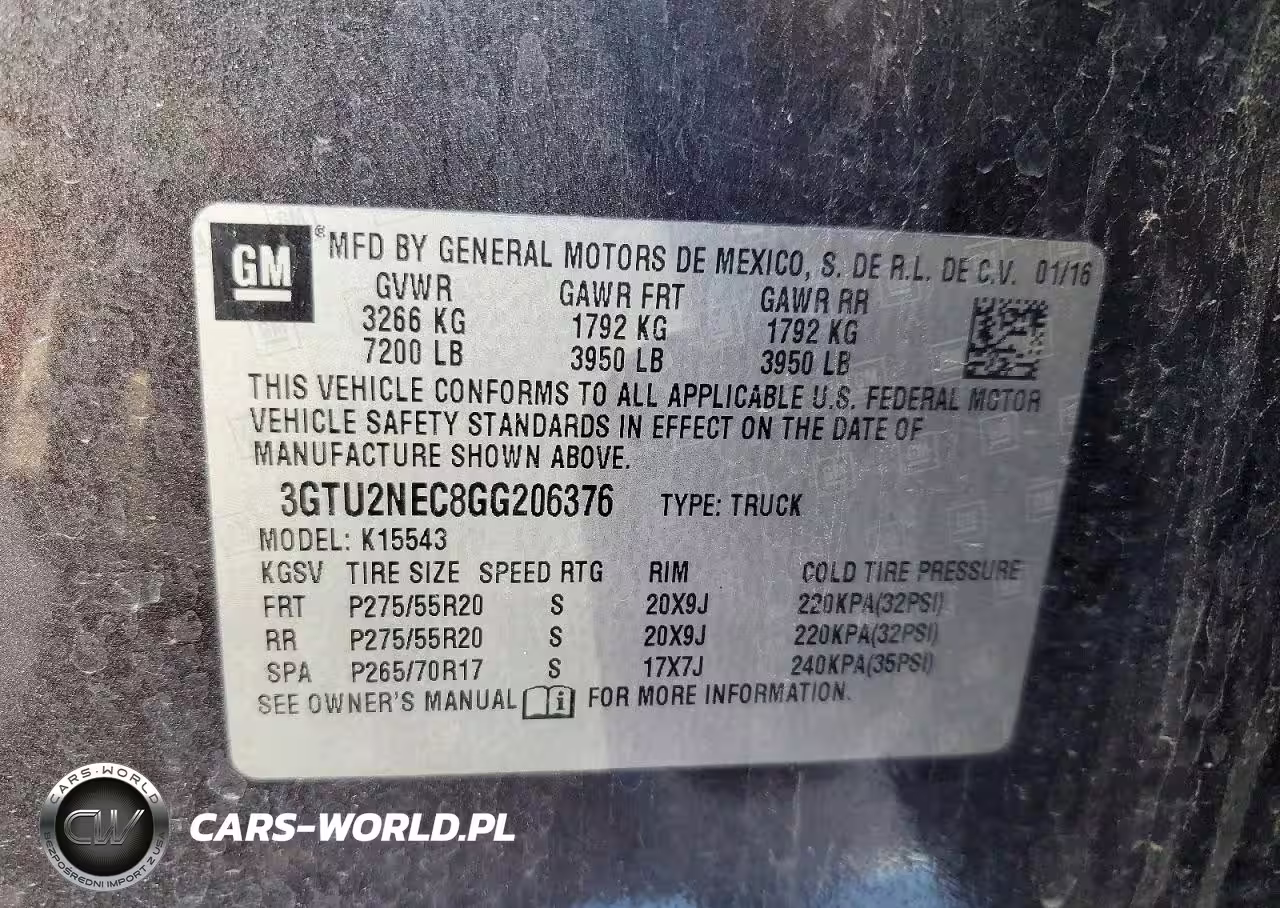 GM® MFD BY GENERAL MOTORS DE MEXICO, S. DE R.L. DE C.V. 01/16
GVWR GAWR FRT GAWR RR
3266 KG 1792 KG 1792 KG
7200 LB 3950 LB 3950 LB
THIS VEHICLE CONFORMS TO ALL APPLICABLE U.S. FEDERAL MOTOR
VEHICLE SAFETY STANDARDS IN EFFECT ON THE DATE OF
MANUFACTURE SHOWN ABOVE.
3GTU2NEC8GG206376 TYPE: TRUCK
MODEL: K15543
KGSV TIRE SIZE SPEED RTG RIM COLD TIRE PRESSURE
FRT P275/55R20 S 20X9J 220KPA(32PSI)
RR P275/55R20 S 20X9J 220KPA(32PSI)
SPA P265/70R17 S 17X7J 240KPA(35PSI)
SEE OWNER'S MANUAL FOR MORE INFORMATION.
CARS-WORLD
CW
BEZPOŚREDNI IMPORT Z USA
CARS-WORLD.PL